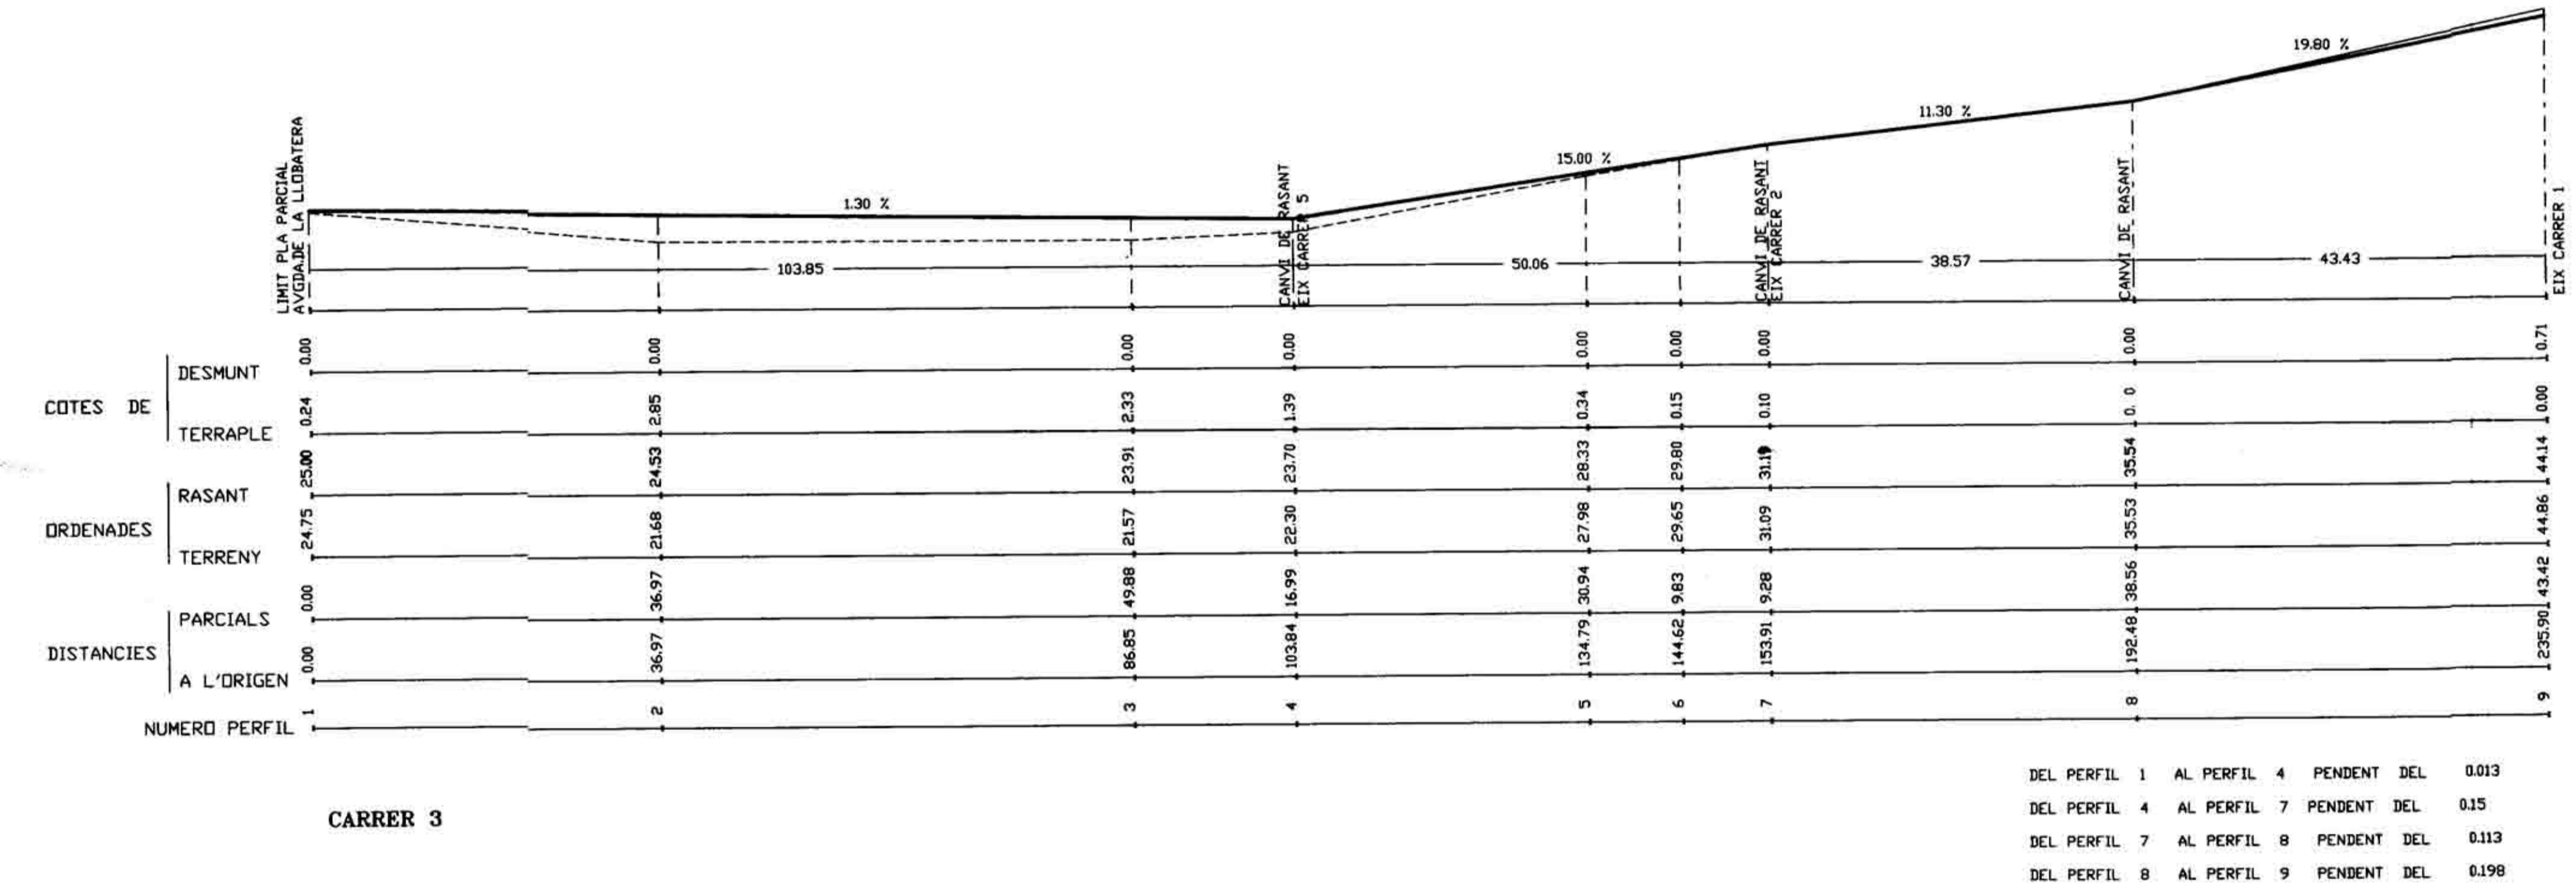 19.80 %
11.30 %
15.00 %
1.30 %
LIMIT PLA PARCIAL
AVGDA.DE LA LLOBATERA
CANVI DE RASANT
EIX CARRER 5
CANVI DE RASANT
EIX CARRER 2
CANVI DE RASANT
EIX CARRER 1
103.85 50.06 38.57 43.43
COTES DE
DESMUNT 0.00 0.00 0.00 0.00 0.00 0.00 0.00 0.00 0.71
TERRAPLE 0.24 2.85 2.33 1.39 0.34 0.15 0.10 0. 0 0.00
ORDENADES
RASANT 25.00 24.53 23.91 23.70 28.33 29.80 31.19 35.54 44.14
TERRENY 24.75 21.68 21.57 22.30 27.98 29.65 31.09 35.53 44.86
DISTANCIES
PARCIALS 0.00 36.97 49.88 16.99 30.94 9.83 9.28 38.56 43.42
A L'ORIGEN 0.00 36.97 86.85 103.84 134.79 144.62 153.91 192.48 235.90
NUMERO PERFIL 1 2 3 4 5 6 7 8 9
DEL PERFIL 1 AL PERFIL 4 PENDENT DEL 0.013
DEL PERFIL 4 AL PERFIL 7 PENDENT DEL 0.15
DEL PERFIL 7 AL PERFIL 8 PENDENT DEL 0.113
DEL PERFIL 8 AL PERFIL 9 PENDENT DEL 0.198
CARRER 3